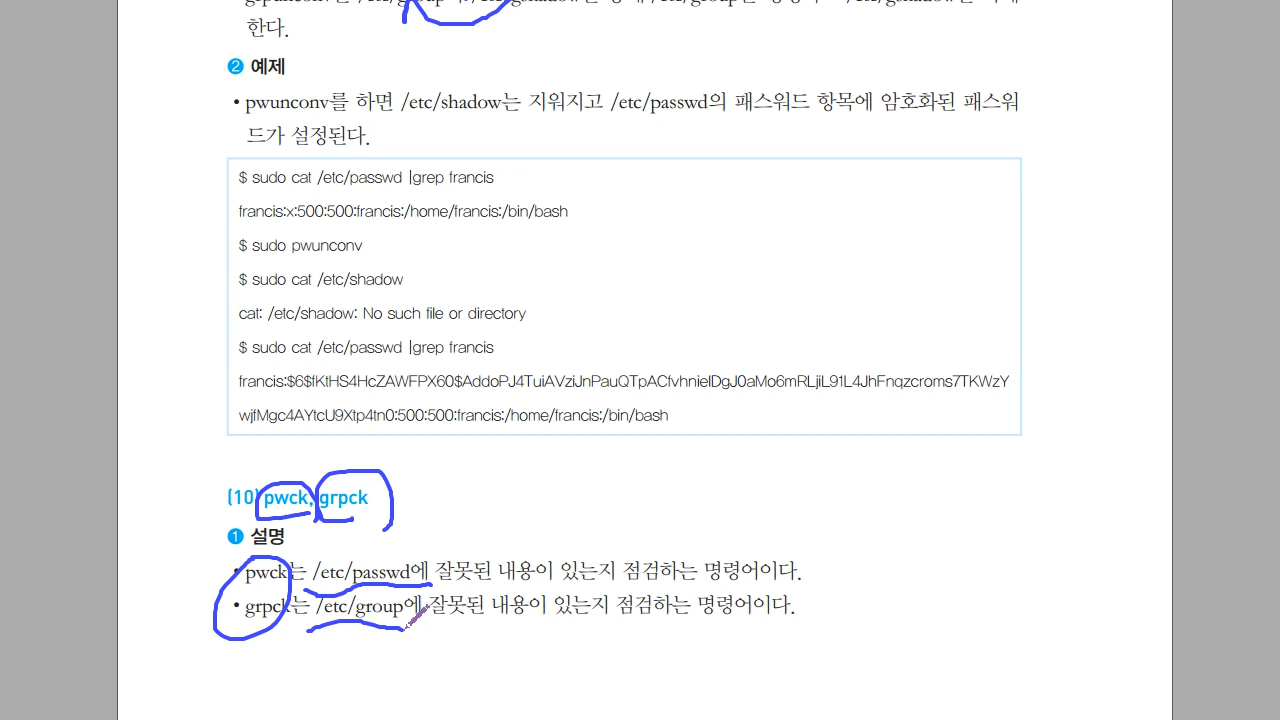 한다.
❷ 예제
• pwunconv를 하면 /etc/shadow는 지워지고 /etc/passwd의 패스워드 항목에 암호화된 패스워
드가 설정된다.
$ sudo cat /etc/passwd |grep francis
francis:x:500:500:francis:/home/francis:/bin/bash
$ sudo pwunconv
$ sudo cat /etc/shadow
cat: /etc/shadow: No such file or directory
$ sudo cat /etc/passwd |grep francis
francis:$6$fKtHS4HcZAWFPX60$AddoPJ4TuiAVziJnPauQTpACfvhnieIDgJ0aMo6mRLjiL91L4JhFnqzcroms7TKWzY
wjfMgc4AYtcU9Xtp4tn0:500:500:francis:/home/francis:/bin/bash
(10) pwck, grpck
❶ 설명
• pwck는 /etc/passwd에 잘못된 내용이 있는지 점검하는 명령어이다.
• grpck는 /etc/group에 잘못된 내용이 있는지 점검하는 명령어이다.